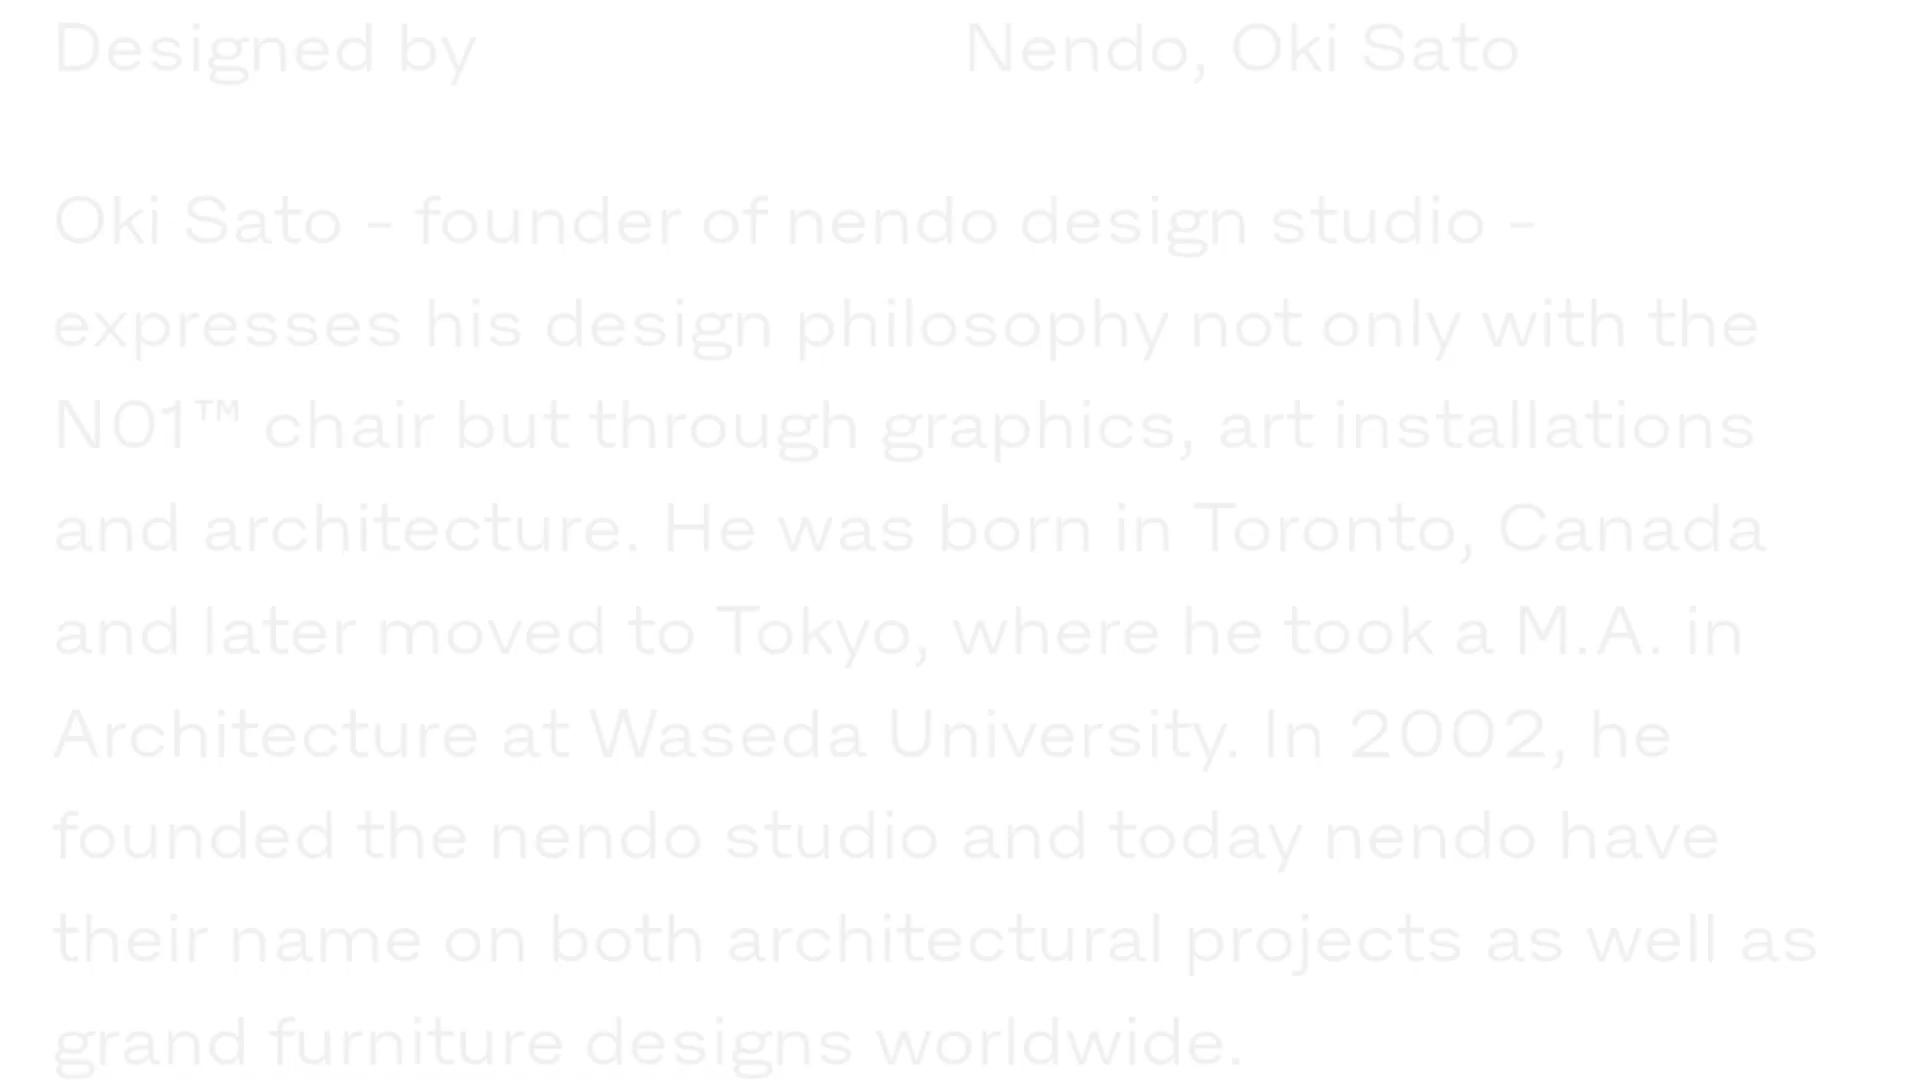 Designed by Nendo, Oki Sato
Oki Sato – founder of nendo design studio –
expresses his design philosophy not only with the
N01™ chair but through graphics, art installations
and architecture. He was born in Toronto, Canada
and later moved to Tokyo, where he took a M.A. in
Architecture at Waseda University. In 2002, he
founded the nendo studio and today nendo have
their name on both architectural projects as well as
grand furniture designs worldwide.